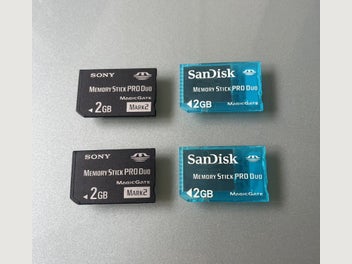 SONY
MEMORY STICK PRO DUO
MAGICGATE
2GB MARK2
SanDisk
MEMORY STICK PRO DUO
MAGICGATE
2GB
SONY
MEMORY STICK PRO DUO
MAGICGATE
2GB MARK2
SanDisk
MEMORY STICK PRO DUO
MAGICGATE
2GB